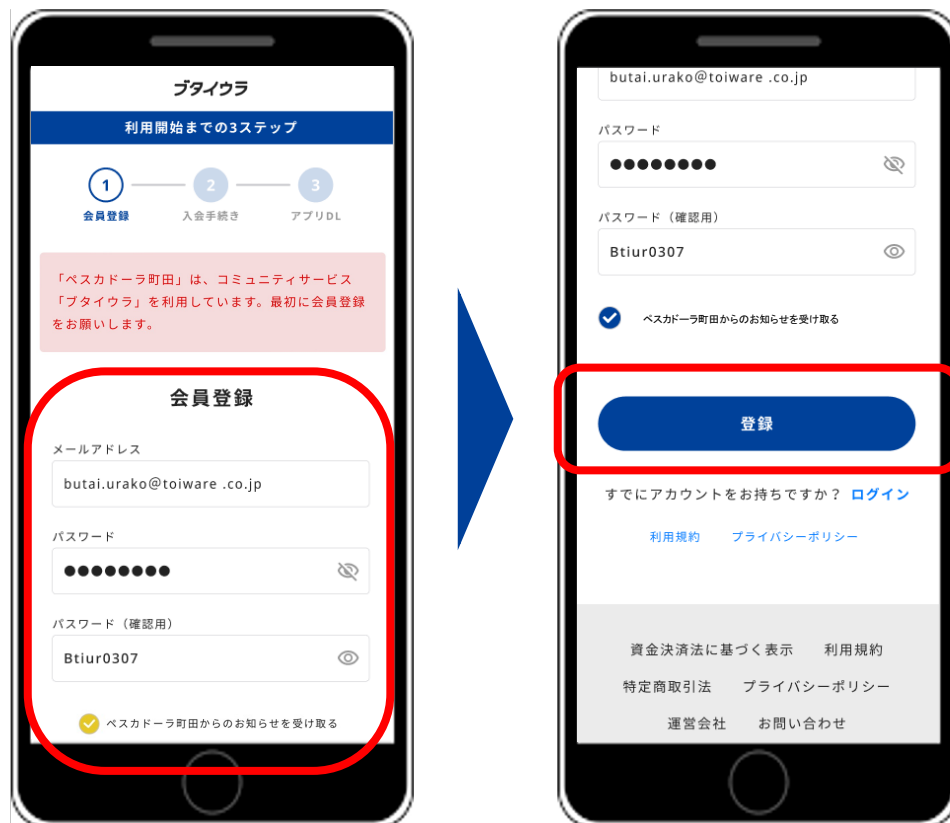 ブタイウラ
利用開始までの3ステップ
1 2 3
会員登録 入会手続き アプリDL
「ペスカドーラ町田」は、コミュニティサービス
「ブタイウラ」を利用しています。最初に会員登録
をお願いします。
会員登録
メールアドレス
butai.urako@toiware .co.jp
パスワード
●●●●●●●●
パスワード（確認用）
Btiur0307
ペスカドーラ町田からのお知らせを受け取る
butai.urako@toiware .co.jp
パスワード
●●●●●●●●
パスワード（確認用）
Btiur0307
ペスカドーラ町田からのお知らせを受け取る
登録
すでにアカウントをお持ちですか？ ログイン
利用規約 プライバシーポリシー
資金決済法に基づく表示 利用規約
特定商取引法 プライバシーポリシー
運営会社 お問い合わせ